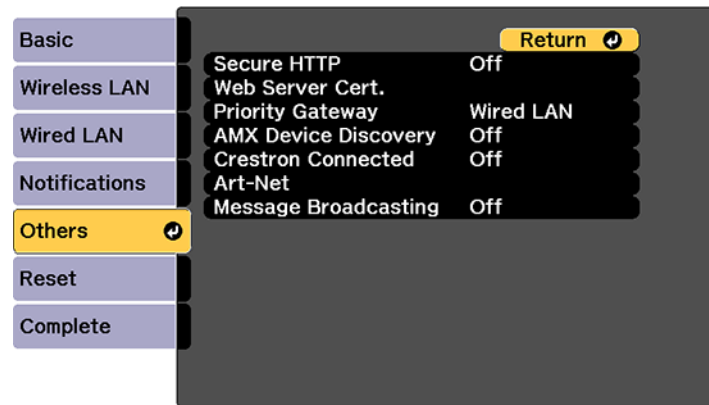 Basic
Wireless LAN
Wired LAN
Notifications
Others
Reset
Complete
Return
Secure HTTP Off
Web Server Cert.
Priority Gateway Wired LAN
AMX Device Discovery Off
Crestron Connected Off
Art-Net
Message Broadcasting Off